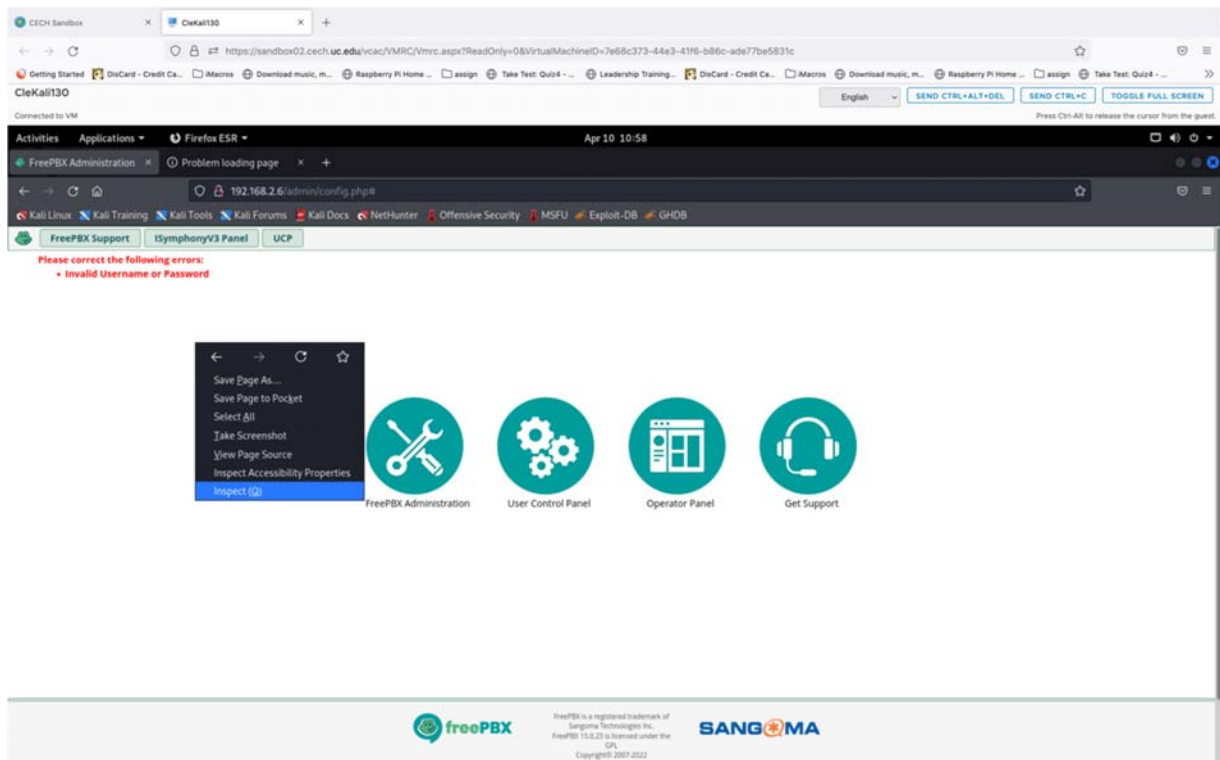 CECH Sandbox
CleKali130
https://sandbox02.cech.uc.edu/vcac/VMRC/Vmrc.aspx?ReadOnly=0&VirtualMachineID=7e68c373-44e3-41f6-b86c-ade77be5831c
Getting Started DisCard - Credit Ca... iMacros Download music, m... Raspberry Pi Home ... assign Take Test: Quiz4 - ... Leadership Training... DisCard - Credit Ca... iMacros Download music, m... Raspberry Pi Home ... assign Take Test: Quiz4 - ...
CleKali130
English
SEND CTRL+ALT+DEL
SEND CTRL+C
TOGGLE FULL SCREEN
Connected to VM
Press Ctrl-Alt to release the cursor from the guest.
Activities Applications Firefox ESR Apr 10 10:58
FreePBX Administration
Problem loading page
192.168.2.6/admin/config.php#
Kali Linux Kali Training Kali Tools Kali Forums Kali Docs NetHunter Offensive Security MSFU Exploit-DB GHDB
FreePBX Support
ISymphonyV3 Panel
UCP
Please correct the following errors:
• Invalid Username or Password
Save Page As...
Save Page to Pocket
Select All
Take Screenshot
View Page Source
Inspect Accessibility Properties
Inspect (Q)
FreePBX Administration
User Control Panel
Operator Panel
Get Support
freePBX
FreePBX is a registered trademark of
Sangoma Technologies Inc.
FreePBX 15.0.23 is licensed under the
GPL
Copyright© 2007-2022
SANGOMA